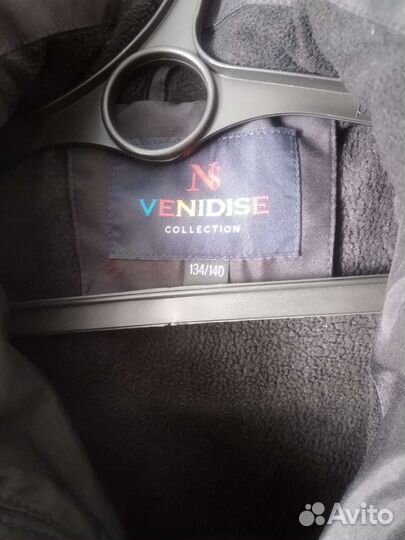 NS
VENIDISE
COLLECTION
134/140
Avito